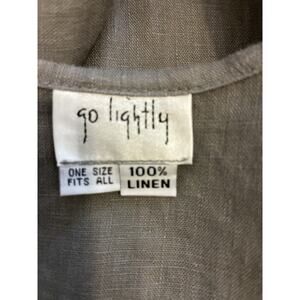 go lightly
ONE SIZE
FITS ALL
100%
LINEN